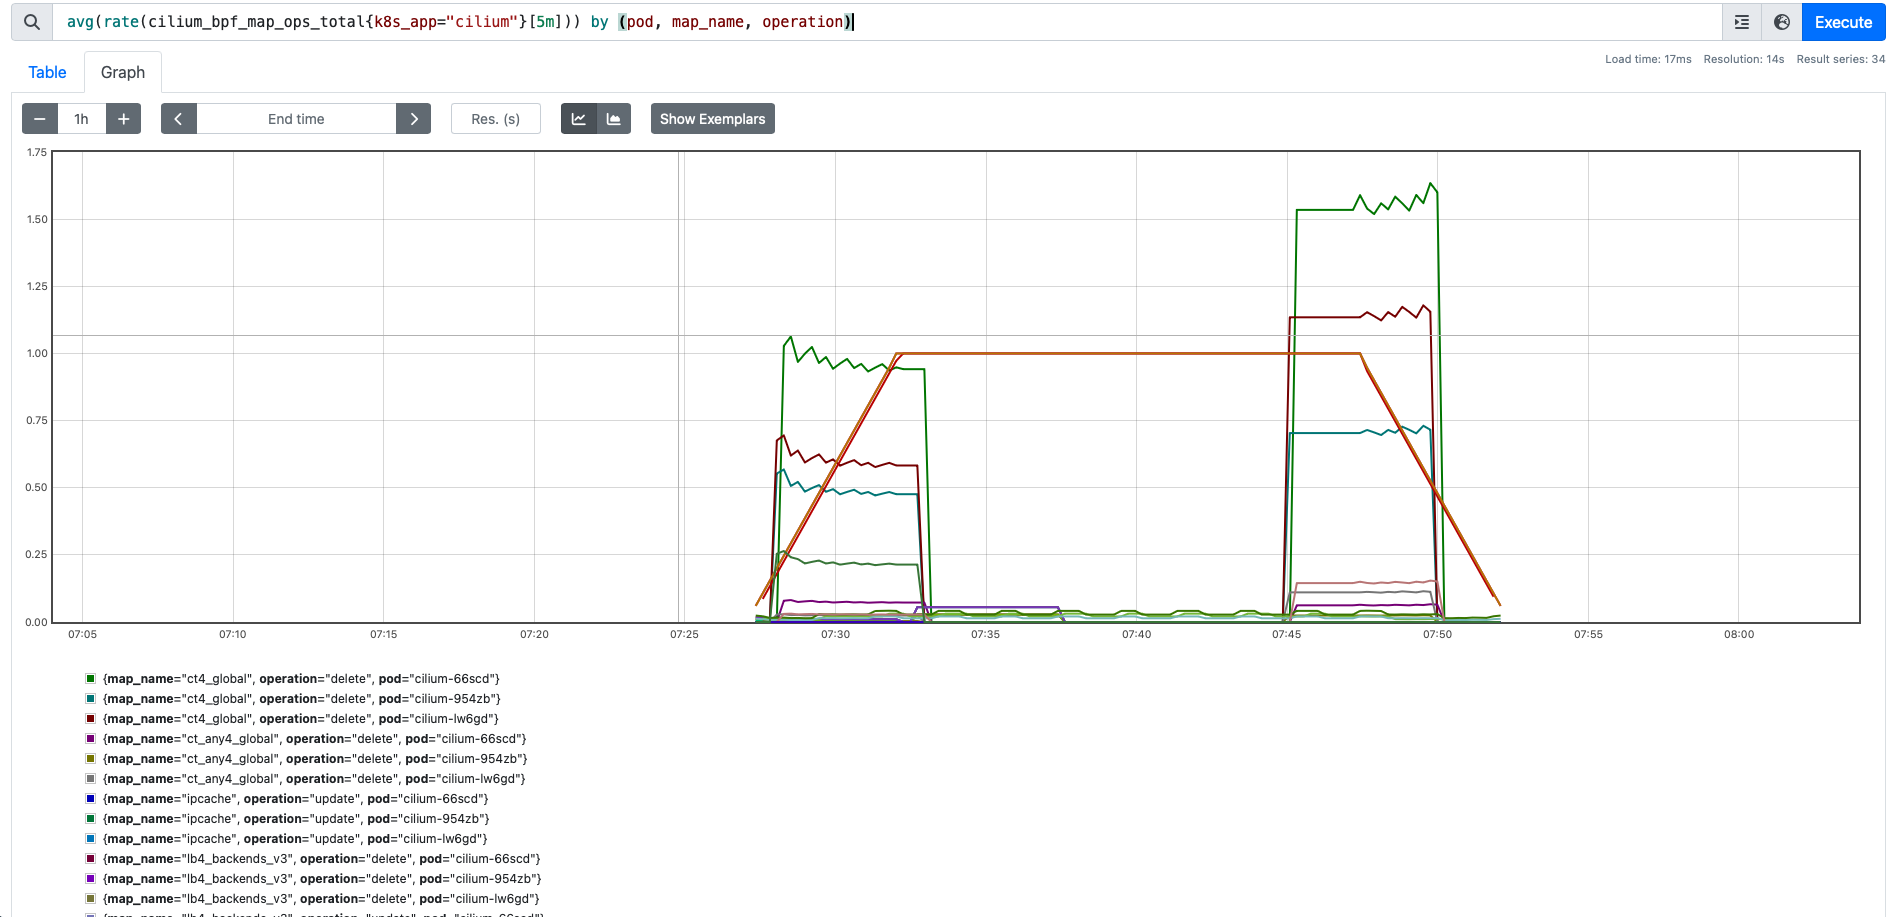 avg(rate(cilium_bpf_map_ops_total{k8s_app="cilium"}[5m])) by (pod, map_name, operation)
Execute
Load time: 17ms Resolution: 14s Result series: 34
Table Graph
1h End time Res. (s) Show Exemplars
1.75
1.50
1.25
1.00
0.75
0.50
0.25
0.00
07:05 07:10 07:15 07:20 07:25 07:30 07:35 07:40 07:45 07:50 07:55 08:00
{map_name="ct4_global", operation="delete", pod="cilium-66scd"}
{map_name="ct4_global", operation="delete", pod="cilium-954zb"}
{map_name="ct4_global", operation="delete", pod="cilium-lw6gd"}
{map_name="ct_any4_global", operation="delete", pod="cilium-66scd"}
{map_name="ct_any4_global", operation="delete", pod="cilium-954zb"}
{map_name="ct_any4_global", operation="delete", pod="cilium-lw6gd"}
{map_name="ipcache", operation="update", pod="cilium-66scd"}
{map_name="ipcache", operation="update", pod="cilium-954zb"}
{map_name="ipcache", operation="update", pod="cilium-lw6gd"}
{map_name="lb4_backends_v3", operation="delete", pod="cilium-66scd"}
{map_name="lb4_backends_v3", operation="delete", pod="cilium-954zb"}
{map_name="lb4_backends_v3", operation="delete", pod="cilium-lw6gd"}
{map_name="lb4_backends_v3", operation="update", pod="cilium-66scd"}